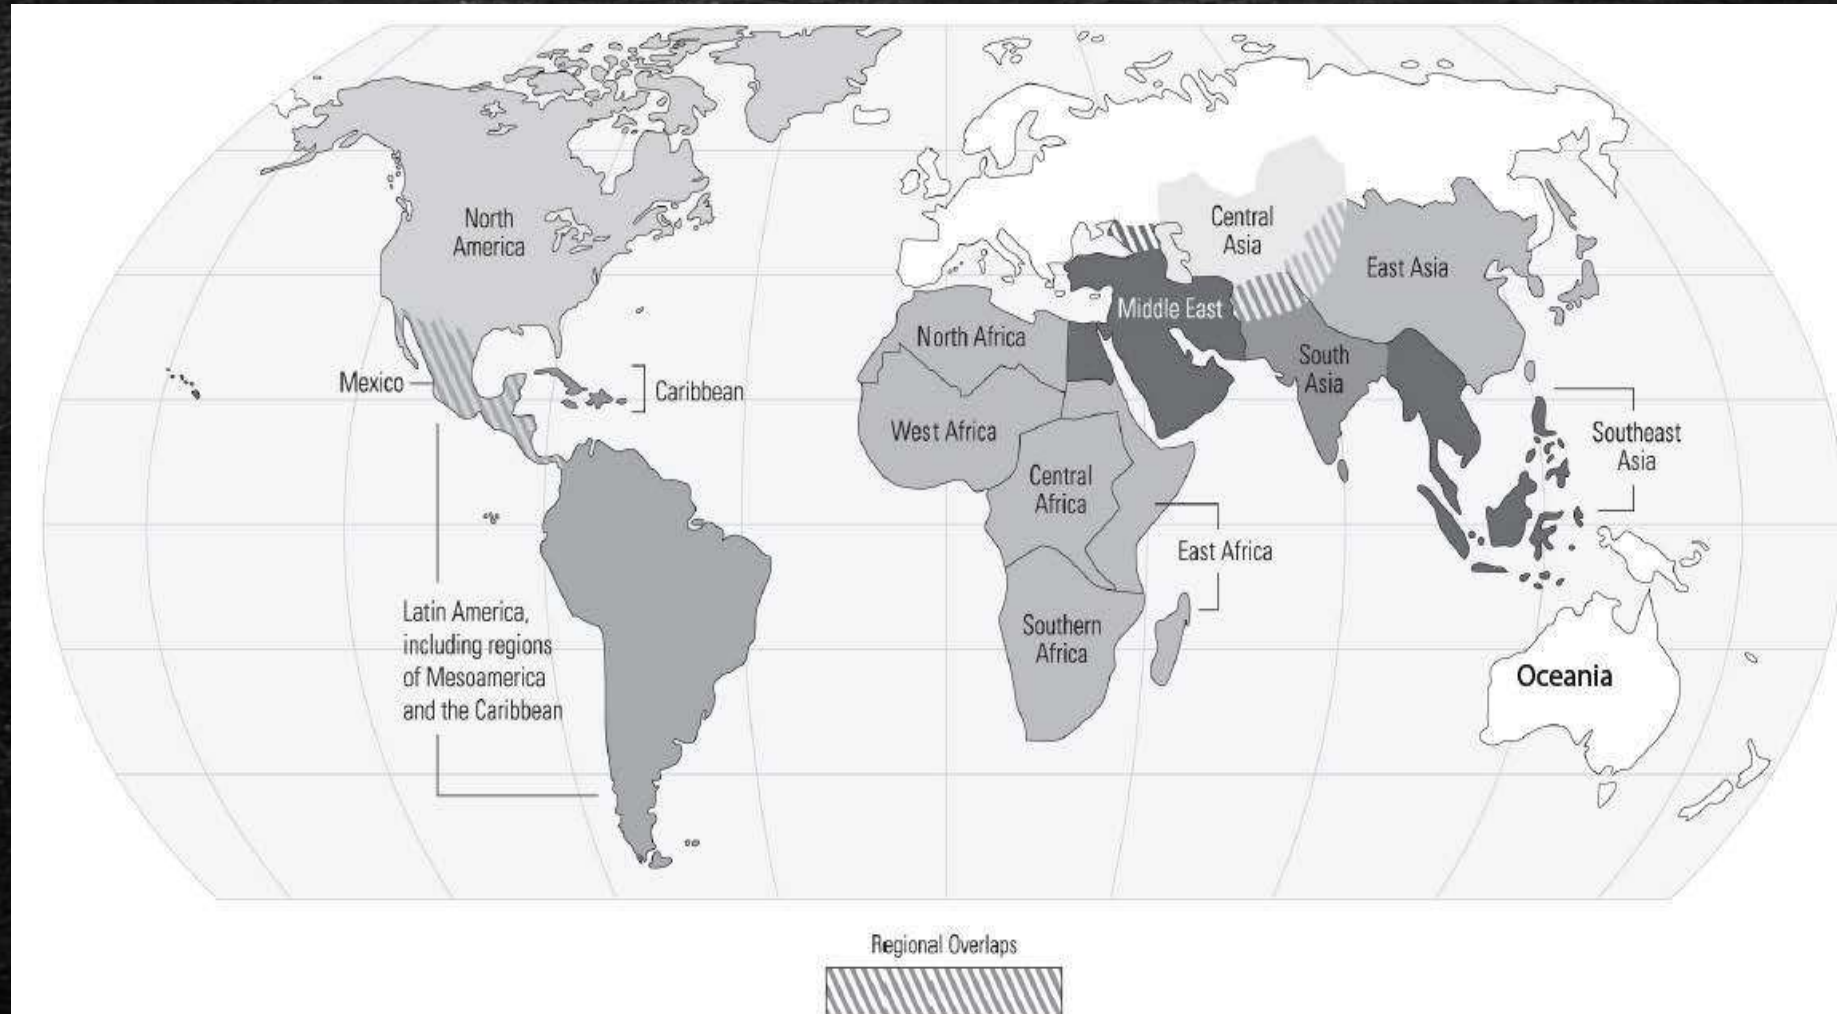 North
America
Central
Asia
East Asia
Middle East
North Africa
South
Asia
Mexico
Caribbean
West Africa
Southeast
Asia
Central
Africa
East Africa
Latin America,
including regions
of Mesoamerica
and the Caribbean
Southern
Africa
Oceania
Regional Overlaps